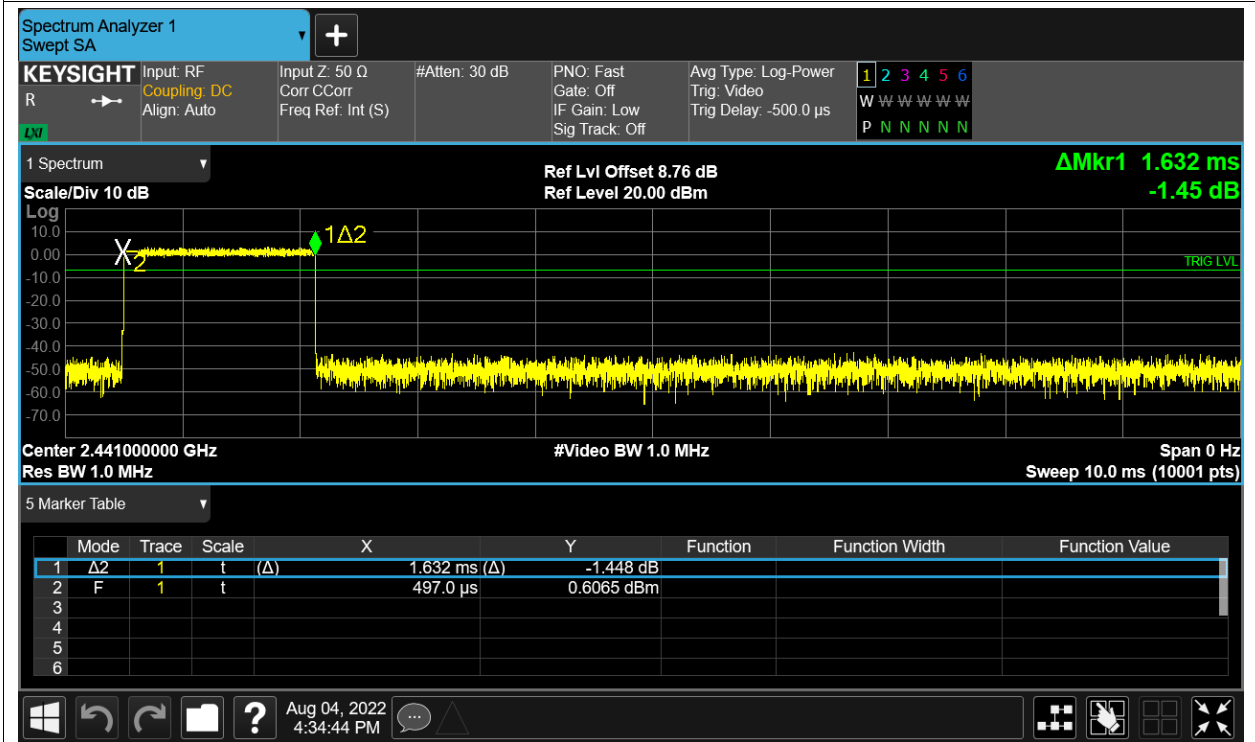 Spectrum Analyzer 1
Swept SA
KEYSIGHT
R
LXI
Input: RF
Coupling: DC
Align: Auto
Input Z: 50 Ω
Corr CCorr
Freq Ref: Int (S)
#Atten: 30 dB
PNO: Fast
Gate: Off
IF Gain: Low
Sig Track: Off
Avg Type: Log-Power
Trig: Video
Trig Delay: -500.0 µs
1 2 3 4 5 6
W W W W W W
P N N N N N
1 Spectrum
Scale/Div 10 dB
Ref Lvl Offset 8.76 dB
Ref Level 20.00 dBm
ΔMkr1 1.632 ms
-1.45 dB
Log
10.0
0.00
-10.0
-20.0
-30.0
-40.0
-50.0
-60.0
-70.0
X
2
1Δ2
TRIG LVL
Center 2.441000000 GHz
Res BW 1.0 MHz
#Video BW 1.0 MHz
Span 0 Hz
Sweep 10.0 ms (10001 pts)
5 Marker Table
Mode Trace Scale X Y Function Function Width Function Value
1 Δ2 1 t (Δ) 1.632 ms (Δ) -1.448 dB
2 F 1 t 497.0 µs 0.6065 dBm
3
4
5
6
?
Aug 04, 2022
4:34:44 PM